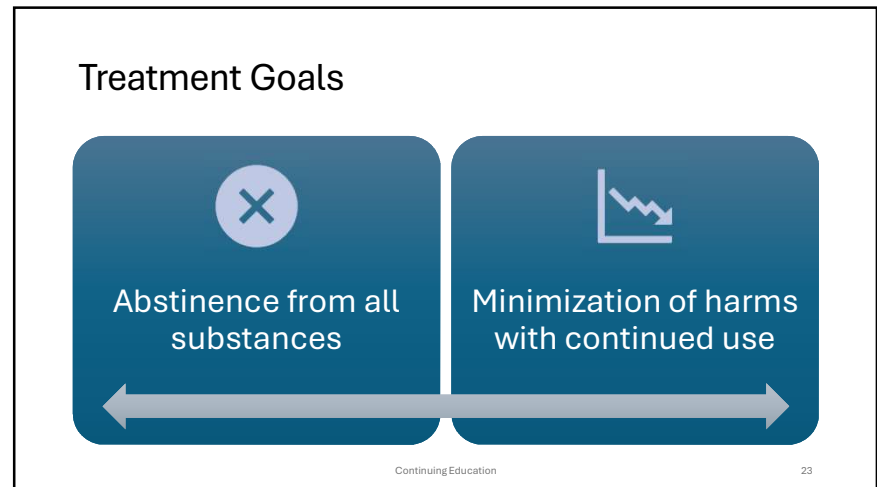 Treatment Goals
Abstinence from all
substances
Minimization of harms
with continued use
Continuing Education
23